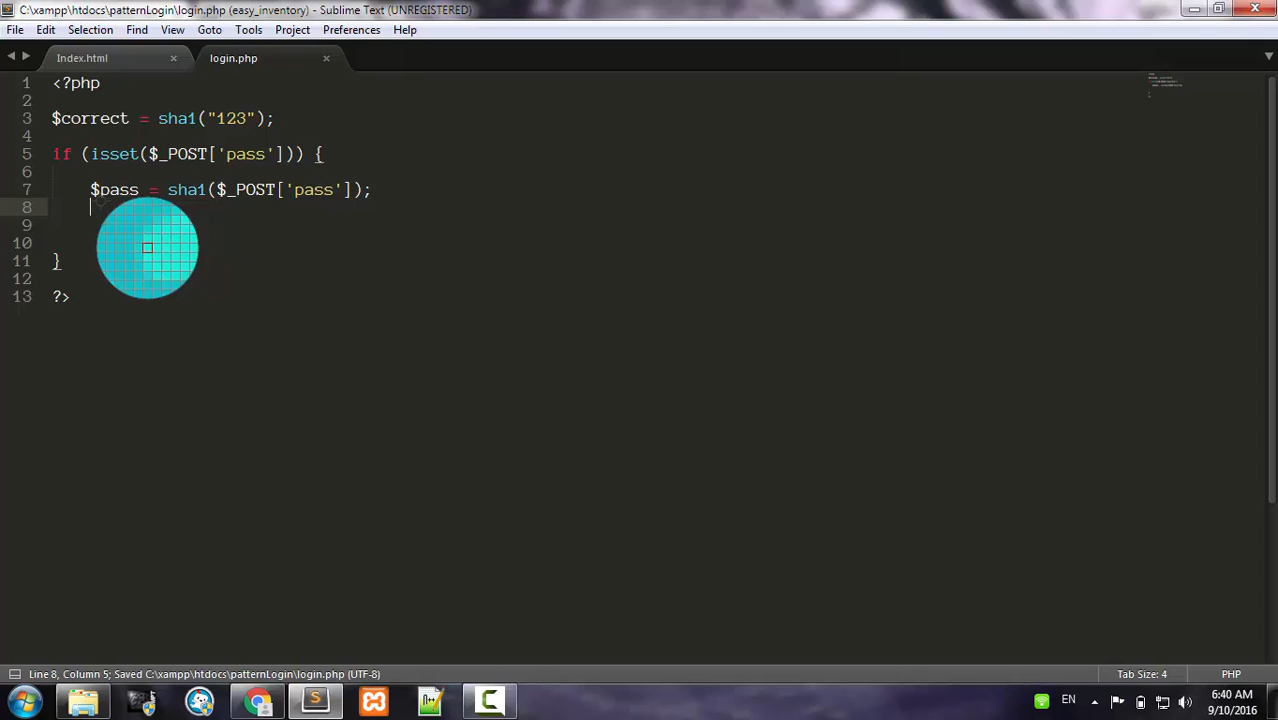 C:\xampp\htdocs\patternLogin\login.php (easy_inventory) - Sublime Text (UNREGISTERED)
File Edit Selection Find View Goto Tools Project Preferences Help
Index.html login.php
1 <?php
2
3 $correct = sha1("123");
4
5 if (isset($_POST['pass'])) {
6
7 $pass = sha1($_POST['pass']);
8
9
10
11 }
12
13 ?>
Line 8, Column 5; Saved C:\xampp\htdocs\patternLogin\login.php (UTF-8) Tab Size: 4 PHP
EN
6:40 AM
9/10/2016